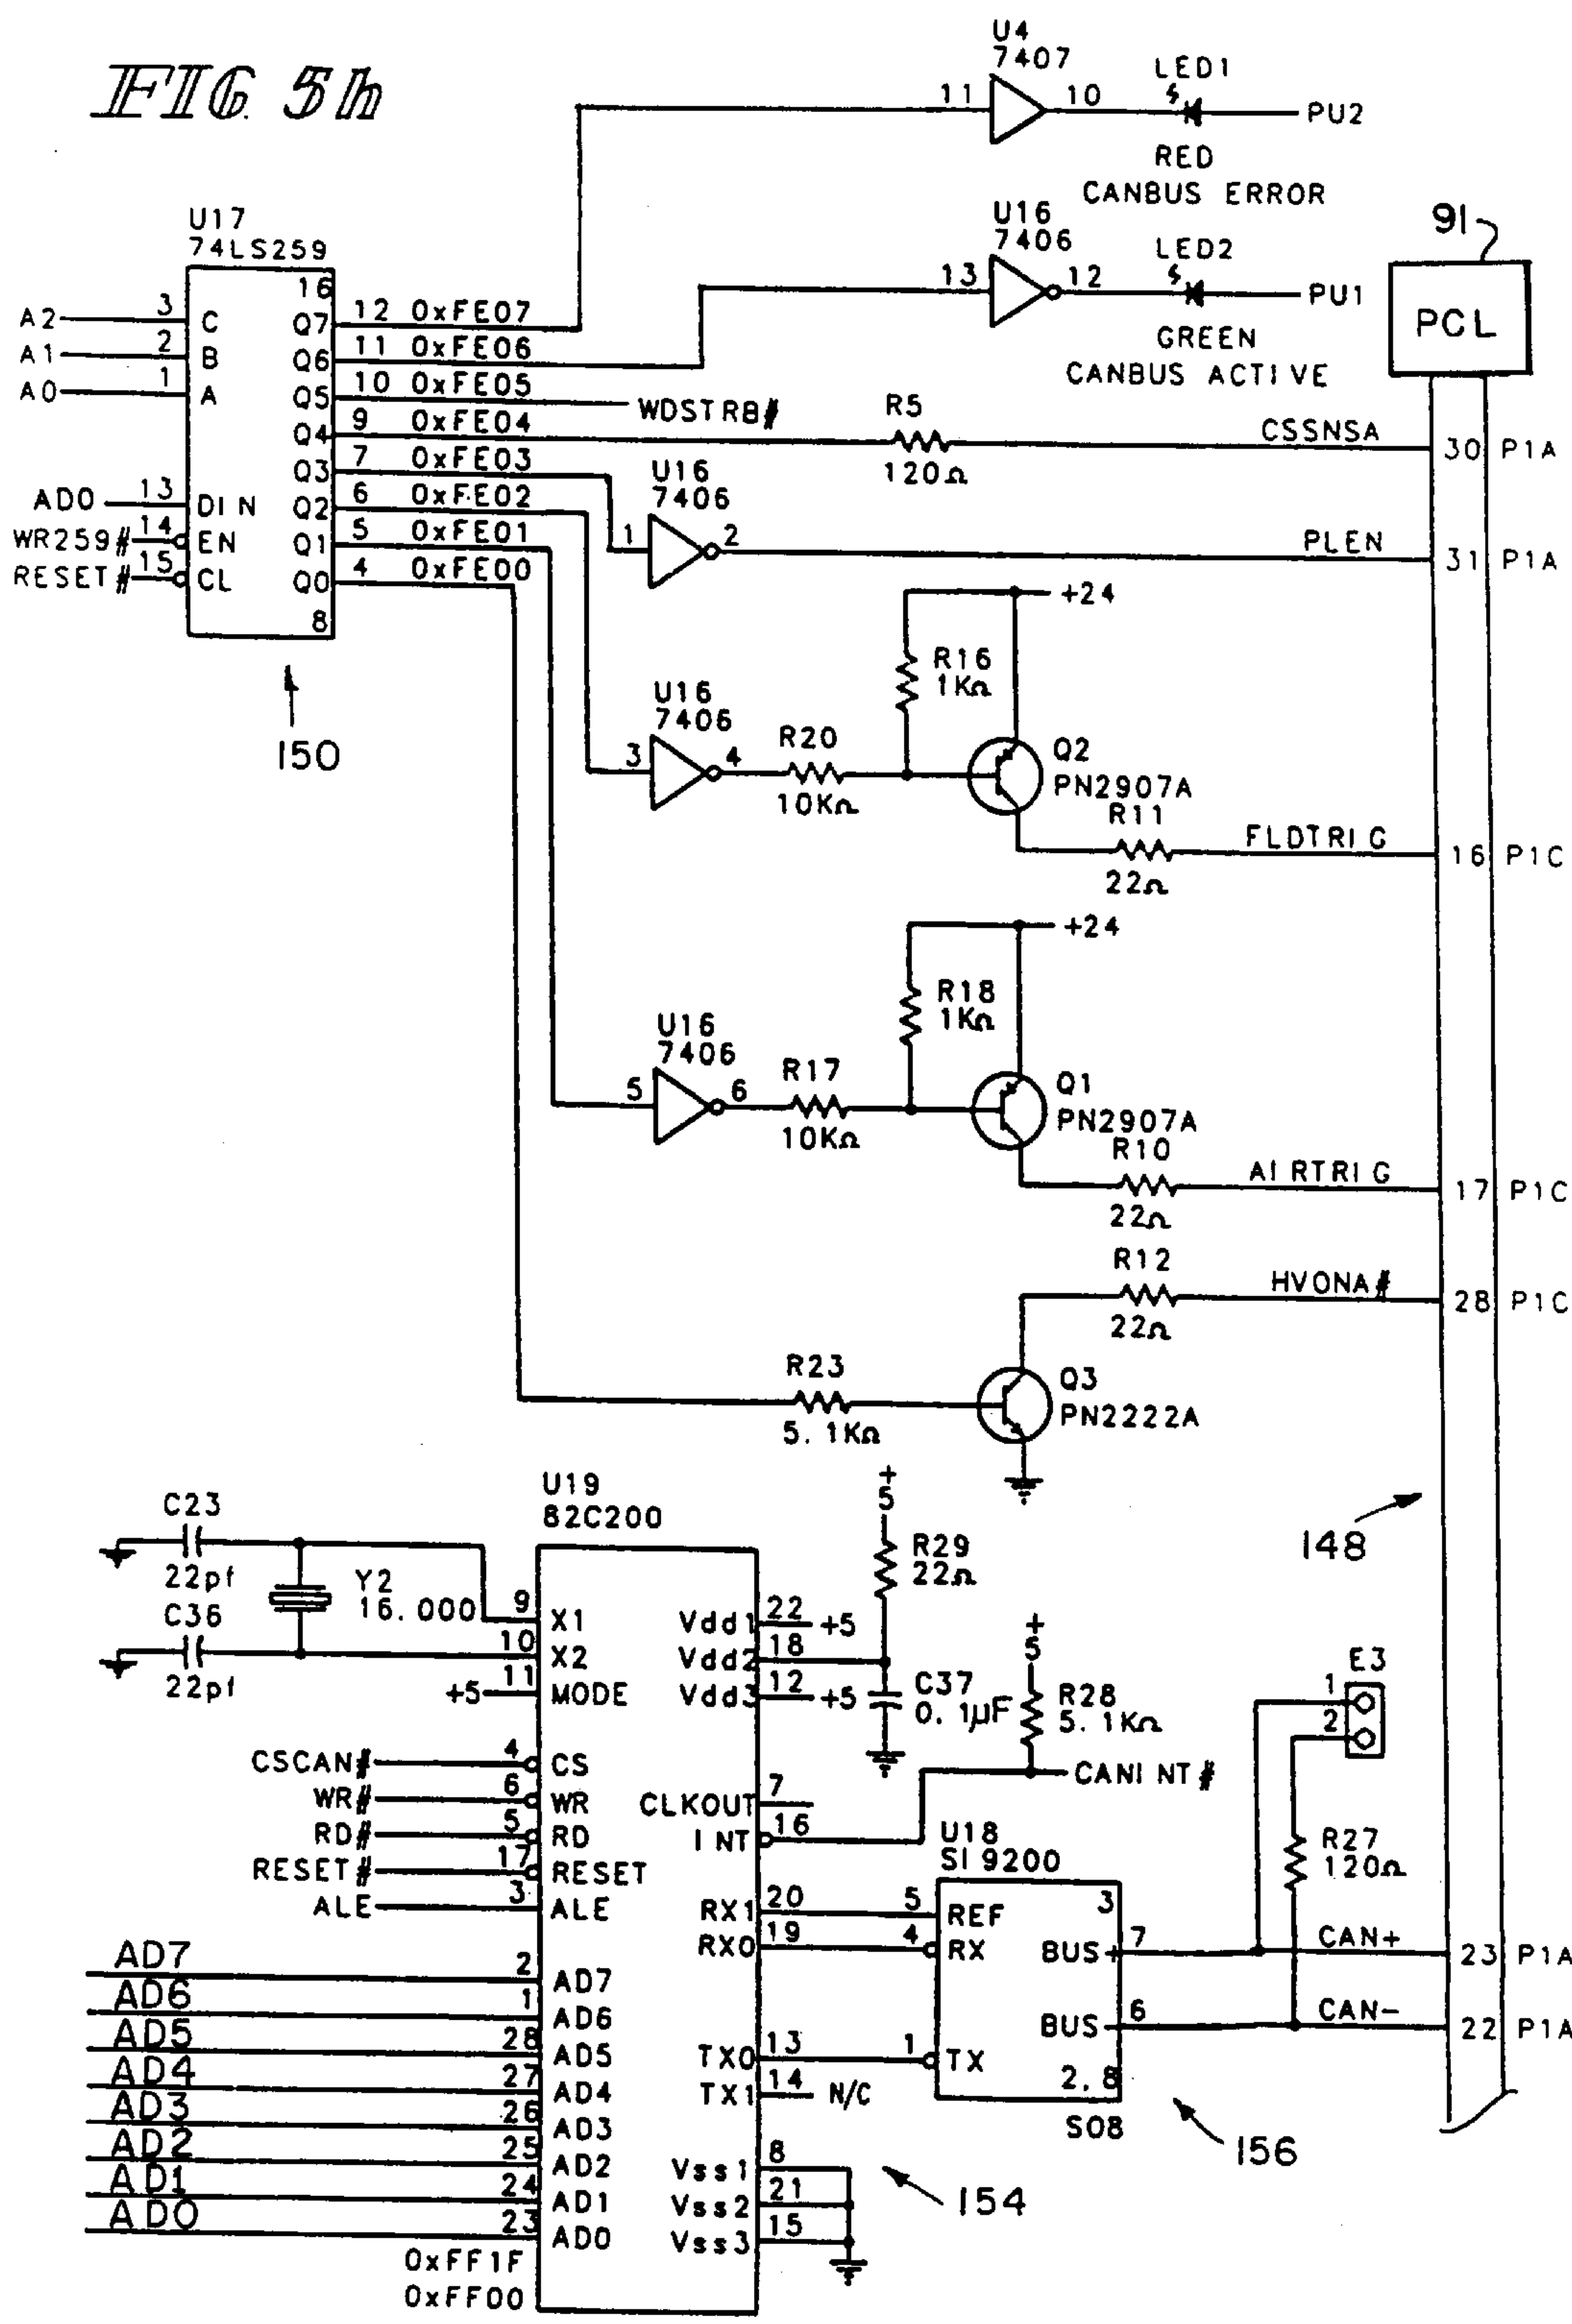 FIG. 5h
U4
7407
11
10
LED1
PU2
RED
CANBUS ERROR
U16
7406
13
12
LED2
PU1
GREEN
CANBUS ACTIVE
91
PCL
U17
74LS259
16
A2 3 C
A1 2 B
A0 1 A
AD0 13 DIN
WR259# 14 EN
RESET# 15 CL
Q7 12 0xFE07
Q6 11 0xFE06
Q5 10 0xFE05
WDSTRB#
Q4 9 0xFE04
Q3 7 0xFE03
Q2 6 0xFE02
Q1 5 0xFE01
Q0 4 0xFE00
8
150
R5
120Ω
CSSNSA
30 P1A
U16
7406
1
2
PLEN
31 P1A
+24
R16
1KΩ
U16
7406
3
4
R20
10KΩ
Q2
PN2907A
R11
22Ω
FLDTRIG
16 P1C
+24
R18
1KΩ
U16
7406
5
6
R17
10KΩ
Q1
PN2907A
R10
22Ω
AIRTRIG
17 P1C
R12
22Ω
HVONA#
28 P1C
R23
5.1KΩ
Q3
PN2222A
148
C23
22pf
C36
22pf
Y2
16.000
U19
82C200
9 X1
10 X2
+5 11 MODE
CSCAN# 4 CS
WR# 6 WR
RD# 5 RD
RESET# 17 RESET
ALE 3 ALE
AD7 2 AD7
AD6 1 AD6
AD5 28 AD5
AD4 27 AD4
AD3 26 AD3
AD2 25 AD2
AD1 24 AD1
AD0 23 AD0
0xFF1F
0xFF00
Vdd1 22 +5
Vdd2 18
Vdd3 12 +5
CLKOUT 7
INT 16
RX1 20
RX0 19
TX0 13
TX1 14 N/C
Vss1 8
Vss2 21
Vss3 15
154
+
5
R29
22Ω
C37
0.1µF
+
5
R28
5.1KΩ
CANINT#
U18
SI9200
3
5 REF
4 RX
1 TX
BUS+ 7
BUS- 6
2,8
SO8
156
E3
1
2
R27
120Ω
CAN+
23 P1A
CAN-
22 P1A